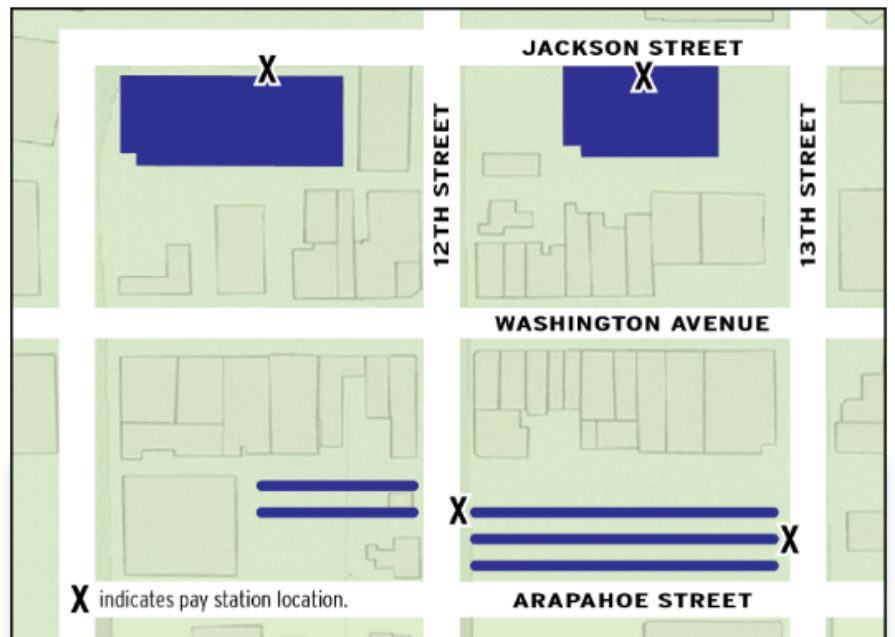 JACKSON STREET
X
X
12TH STREET
13TH STREET
WASHINGTON AVENUE
X
X
X indicates pay station location.
ARAPAHOE STREET